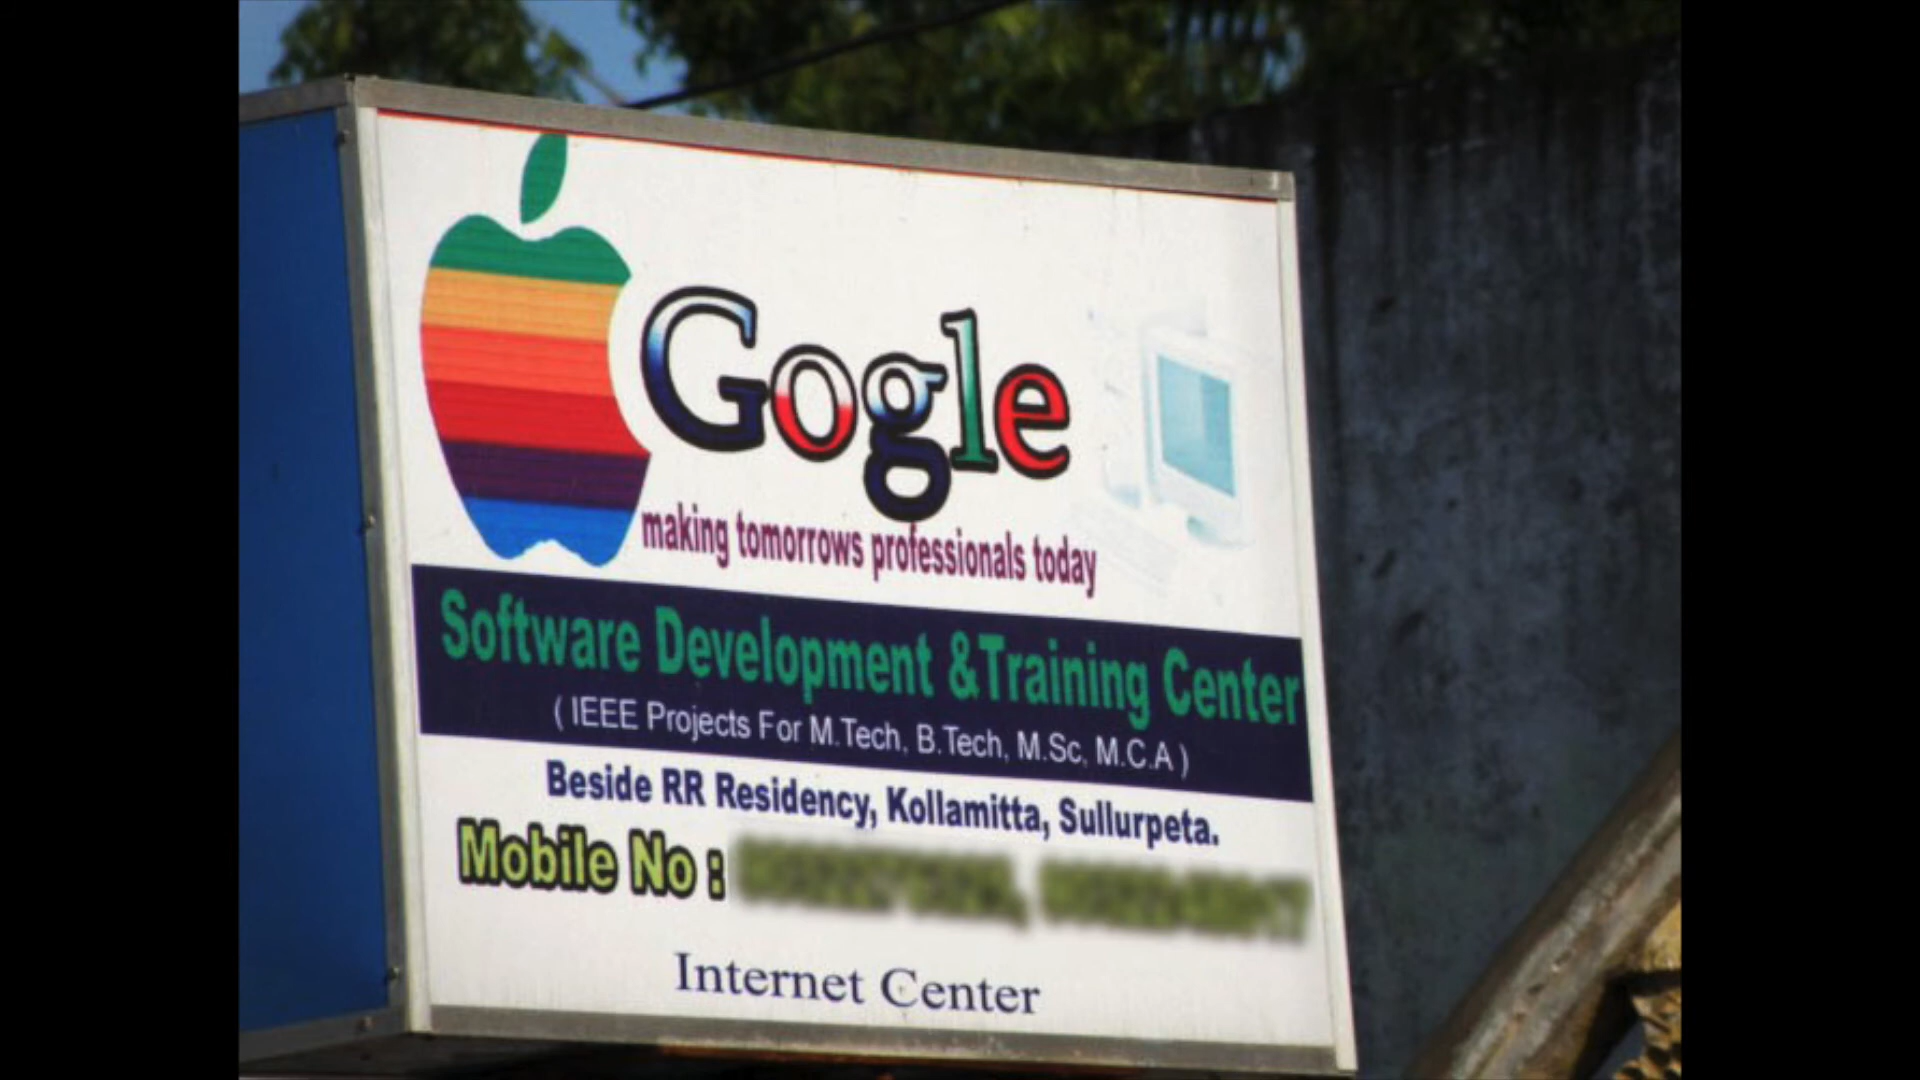 Gogle
making tomorrows professionals today
Software Development &Training Center
( IEEE Projects For M.Tech, B.Tech, M.Sc, M.C.A )
Beside RR Residency, Kollamitta, Sullurpeta.
Mobile No :
Internet Center